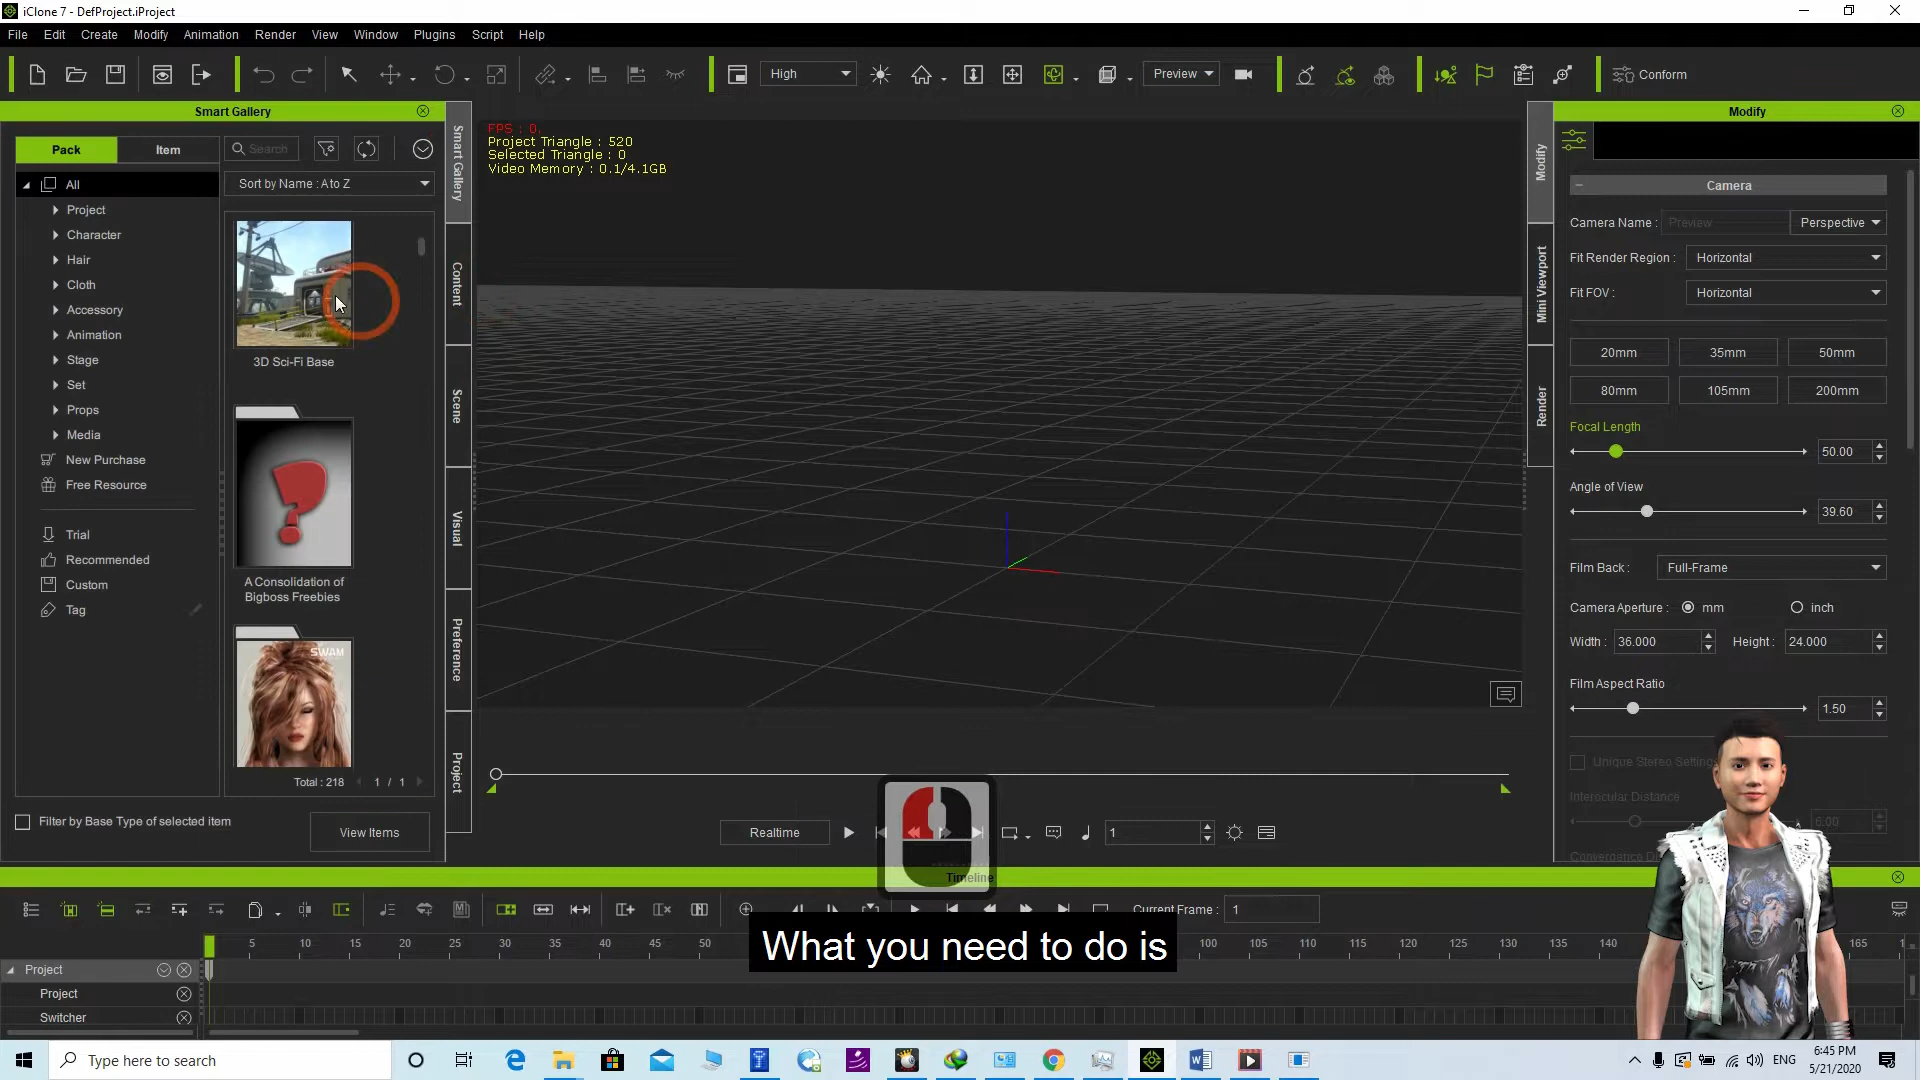 iClone 7 - DefProject.iProject
File Edit Create Modify Animation Render View Window Plugins Script Help
High
Preview
Conform
Smart Gallery
Modify
Pack
Item
Search
Sort by Name : A to Z
All
Project
Character
Hair
Cloth
Accessory
Animation
Stage
Set
Props
Media
New Purchase
Free Resource
Trial
Recommended
Custom
Tag
3D Sci-Fi Base
A Consolidation of
Bigboss Freebies
SWAM
Total : 218
1 / 1
Filter by Base Type of selected item
View Items
Smart Gallery
Content
Scene
Visual
Preference
Project
FPS : 0.
Project Triangle : 520
Selected Triangle : 0
Video Memory : 0.1/4.1GB
Modify
Mini Viewport
Render
Camera
Camera Name : Preview Perspective
Fit Render Region : Horizontal
Fit FOV : Horizontal
20mm 35mm 50mm
80mm 105mm 200mm
Focal Length
50.00
Angle of View
39.60
Film Back : Full-Frame
Camera Aperture : mm inch
Width : 36.000 Height : 24.000
Film Aspect Ratio
1.50
Unique Stereo Settings
Interocular Distance
6.00
Realtime
1
Timeline
Current Frame : 1
5 10 15 20 25 30 35 40 45 50 100 105 110 115 120 125 130 135 140 165
Project
Project
Switcher
What you need to do is
Type here to search
ENG
6:45 PM
5/21/2020